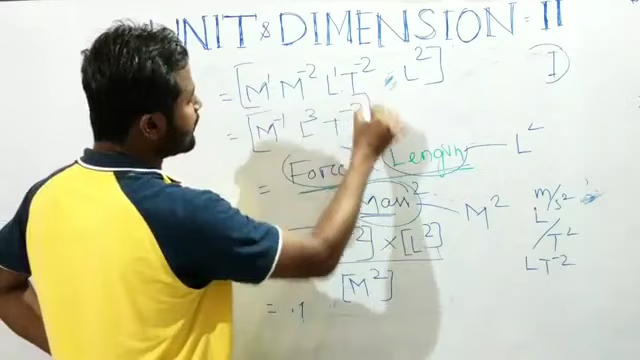 UNIT & DIMENSION - II
= [M¹ M⁻² L¹ T⁻² · L²]
I
= [M⁻¹ L³ T⁻²]
Force Length — L²
=
Mass² — M²
m/s²
L
/T²
LT⁻²
²] × [L²]
[M²]
=